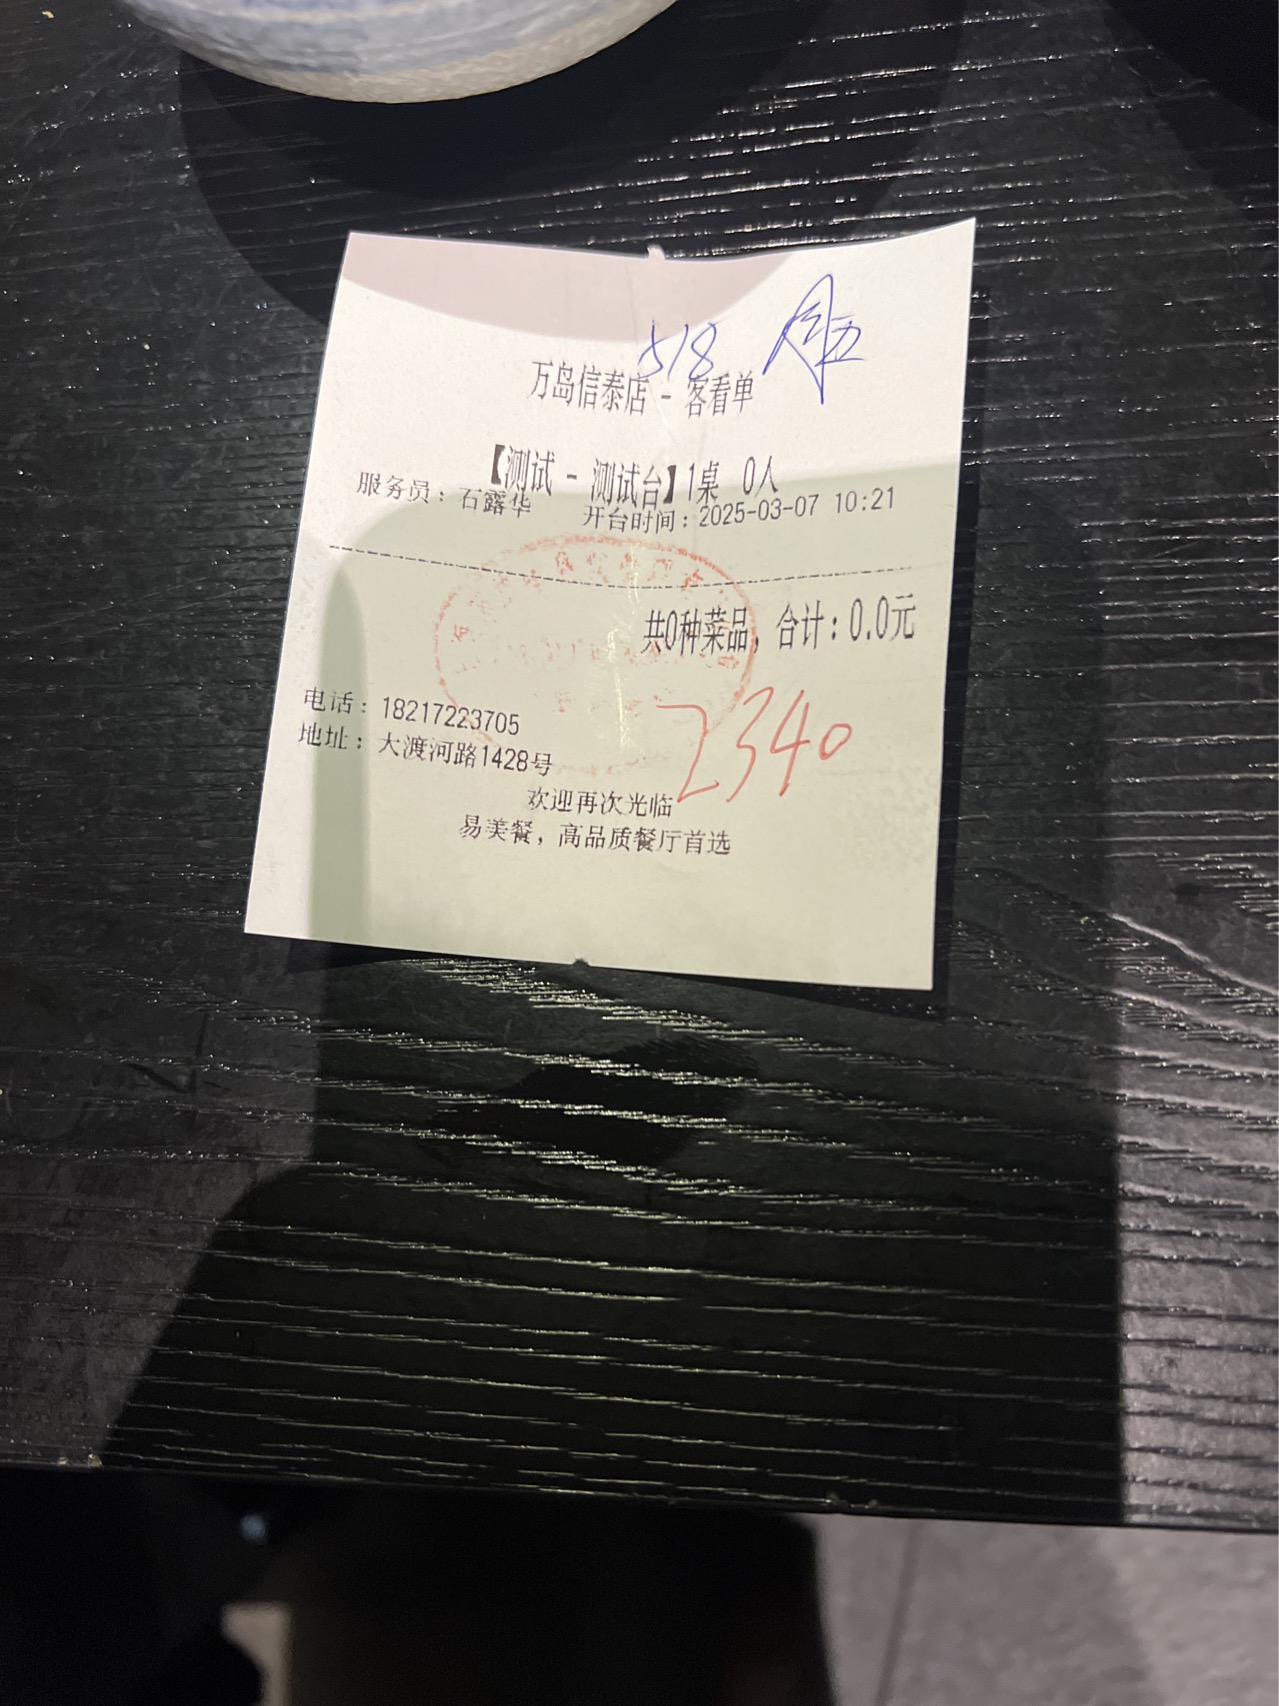 518 周五
万岛信泰店 - 客看单
【测试 - 测试台】1桌 0人
服务员：石露华 开台时间：2025-03-07 10:21
共0种菜品，合计：0.0元
2340
电话：18217223705
地址：大渡河路1428号
欢迎再次光临
易美餐，高品质餐厅首选